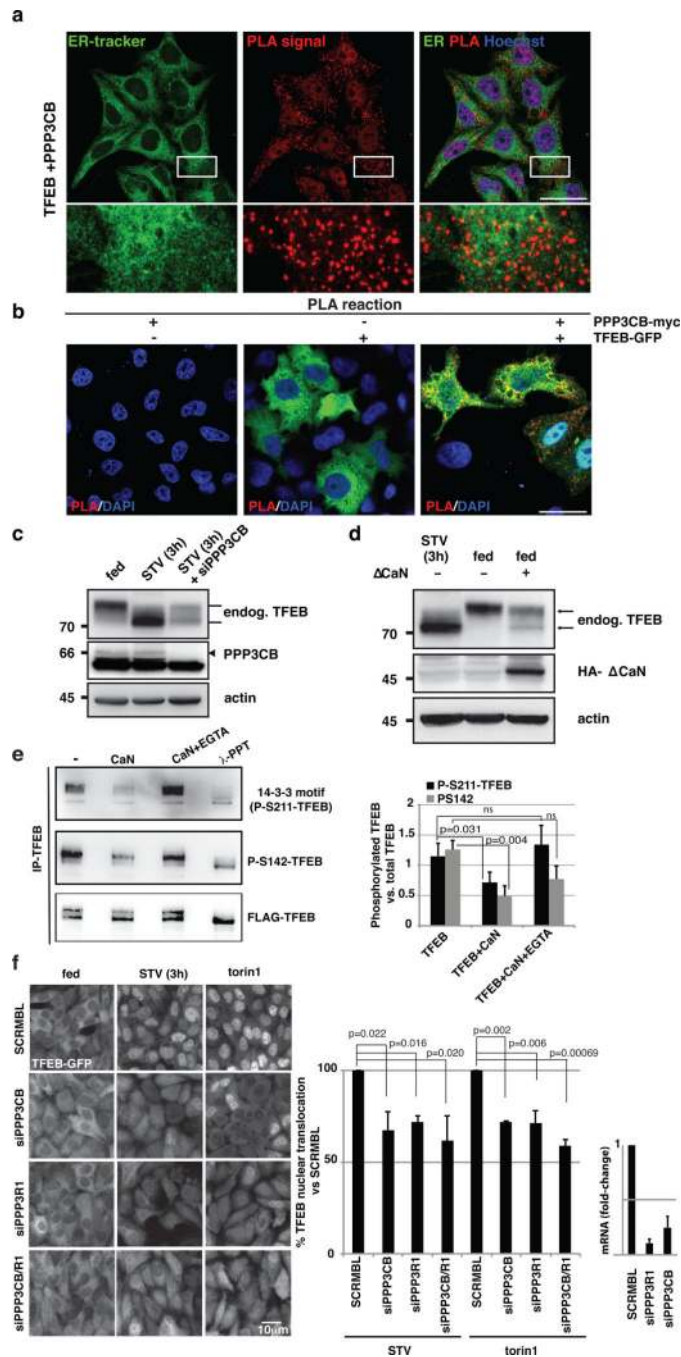 a
ER-tracker
PLA signal
ER PLA Hoechst
TFEB +PPP3CB
PLA reaction
b
+ - + PPP3CB-myc
- + + TFEB-GFP
PLA/DAPI
PLA/DAPI
PLA/DAPI
c
fed
STV (3h)
STV (3h) + siPPP3CB
endog. TFEB
70
66
PPP3CB
45
actin
d
STV (3h) fed fed
ΔCaN - - +
endog. TFEB
70
HA- ΔCaN
45
actin
45
e
- CaN CaN+EGTA λ-PPT
IP-TFEB
14-3-3 motif
(P-S211-TFEB)
P-S142-TFEB
FLAG-TFEB
P-S211-TFEB
PS142
Phosphorylated TFEB
vs. total TFEB
2
1.5
1
0.5
0
ns
p=0.031
p=0.004
ns
TFEB
TFEB+CaN
TFEB+CaN+EGTA
f
fed STV (3h) torin1
SCRMBL
TFEB-GFP
siPPP3CB
siPPP3R1
siPPP3CB/R1
10μm
% TFEB nuclear translocation
vs SCRMBL
100
50
0
p=0.022
p=0.016
p=0.020
p=0.002
p=0.006
p=0.00069
SCRMBL
siPPP3CB
siPPP3R1
siPPP3CB/R1
SCRMBL
siPPP3CB
siPPP3R1
siPPP3CB/R1
STV
torin1
mRNA (fold-change)
1
SCRMBL
siPPP3R1
siPPP3CB